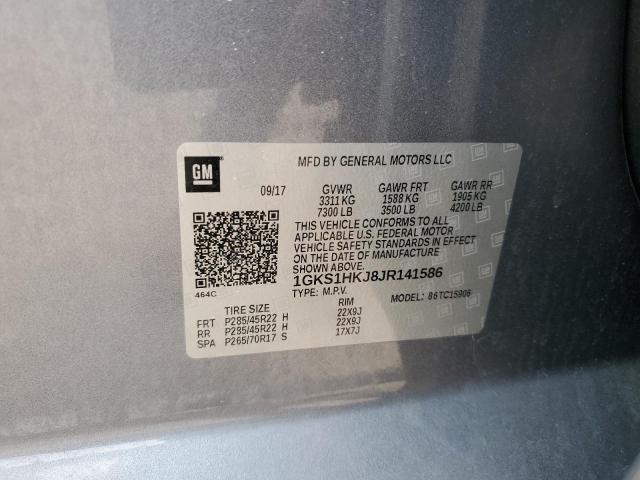 GM
MFD BY GENERAL MOTORS LLC
09/17 GVWR GAWR FRT GAWR RR
3311 KG 1588 KG 1905 KG
7300 LB 3500 LB 4200 LB
THIS VEHICLE CONFORMS TO ALL
APPLICABLE U.S. FEDERAL MOTOR
VEHICLE SAFETY STANDARDS IN EFFECT
ON THE DATE OF MANUFACTURE
SHOWN ABOVE.
1GKS1HKJ8JR141586
464C
TYPE: M.P.V. MODEL: 86TC15906
TIRE SIZE RIM
FRT P285/45R22 H 22X9J
RR P285/45R22 H 22X9J
SPA P265/70R17 S 17X7J